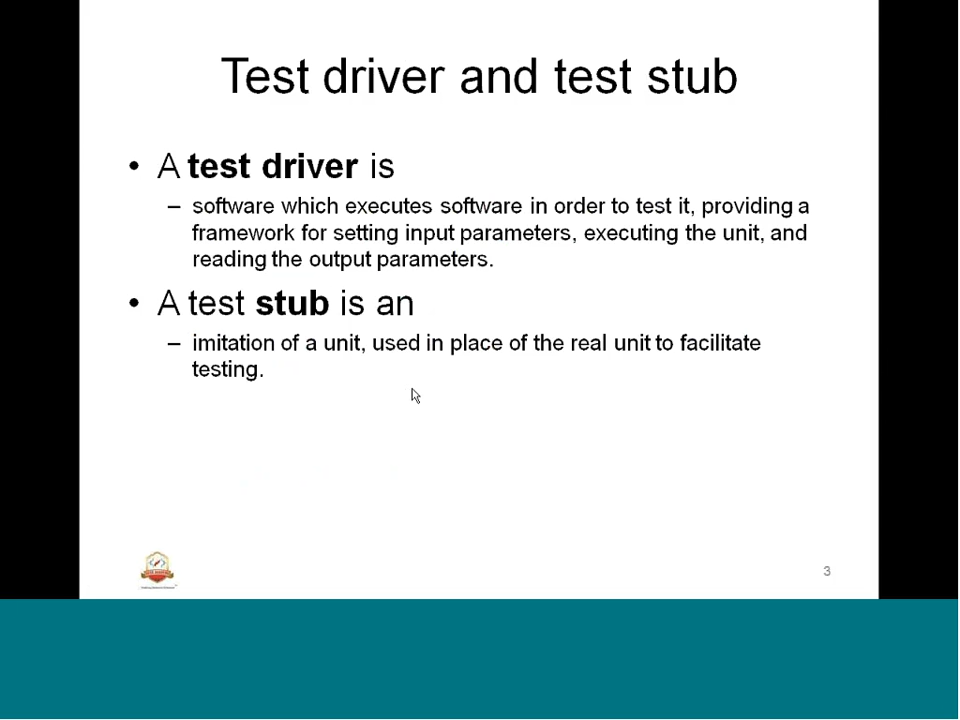 Test driver and test stub
• A test driver is
– software which executes software in order to test it, providing a
framework for setting input parameters, executing the unit, and
reading the output parameters.
• A test stub is an
– imitation of a unit, used in place of the real unit to facilitate
testing.
3